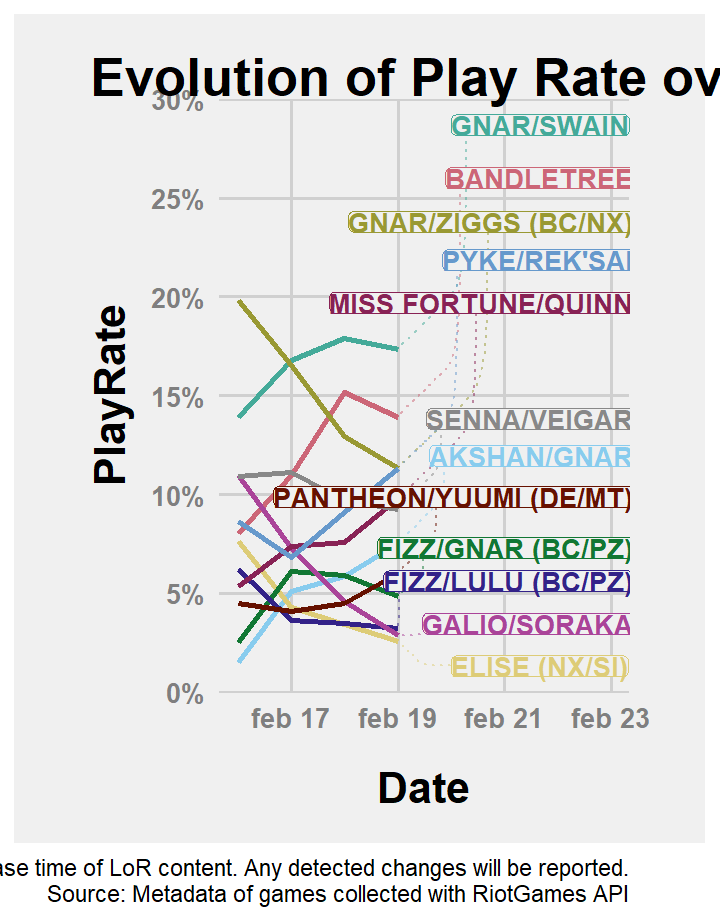 Evolution of Play Rate ov
30%
GNAR/SWAIN
BANDLETREE
25%
GNAR/ZIGGS (BC/NX)
PYKE/REK'SAI
20%
MISS FORTUNE/QUINN
15%
SENNA/VEIGAR
AKSHAN/GNAR
10%
PANTHEON/YUUMI (DE/MT)
FIZZ/GNAR (BC/PZ)
5%
FIZZ/LULU (BC/PZ)
GALIO/SORAKA
ELISE (NX/SI)
0%
PlayRate
feb 17 feb 19 feb 21 feb 23
Date
ase time of LoR content. Any detected changes will be reported.
Source: Metadata of games collected with RiotGames API